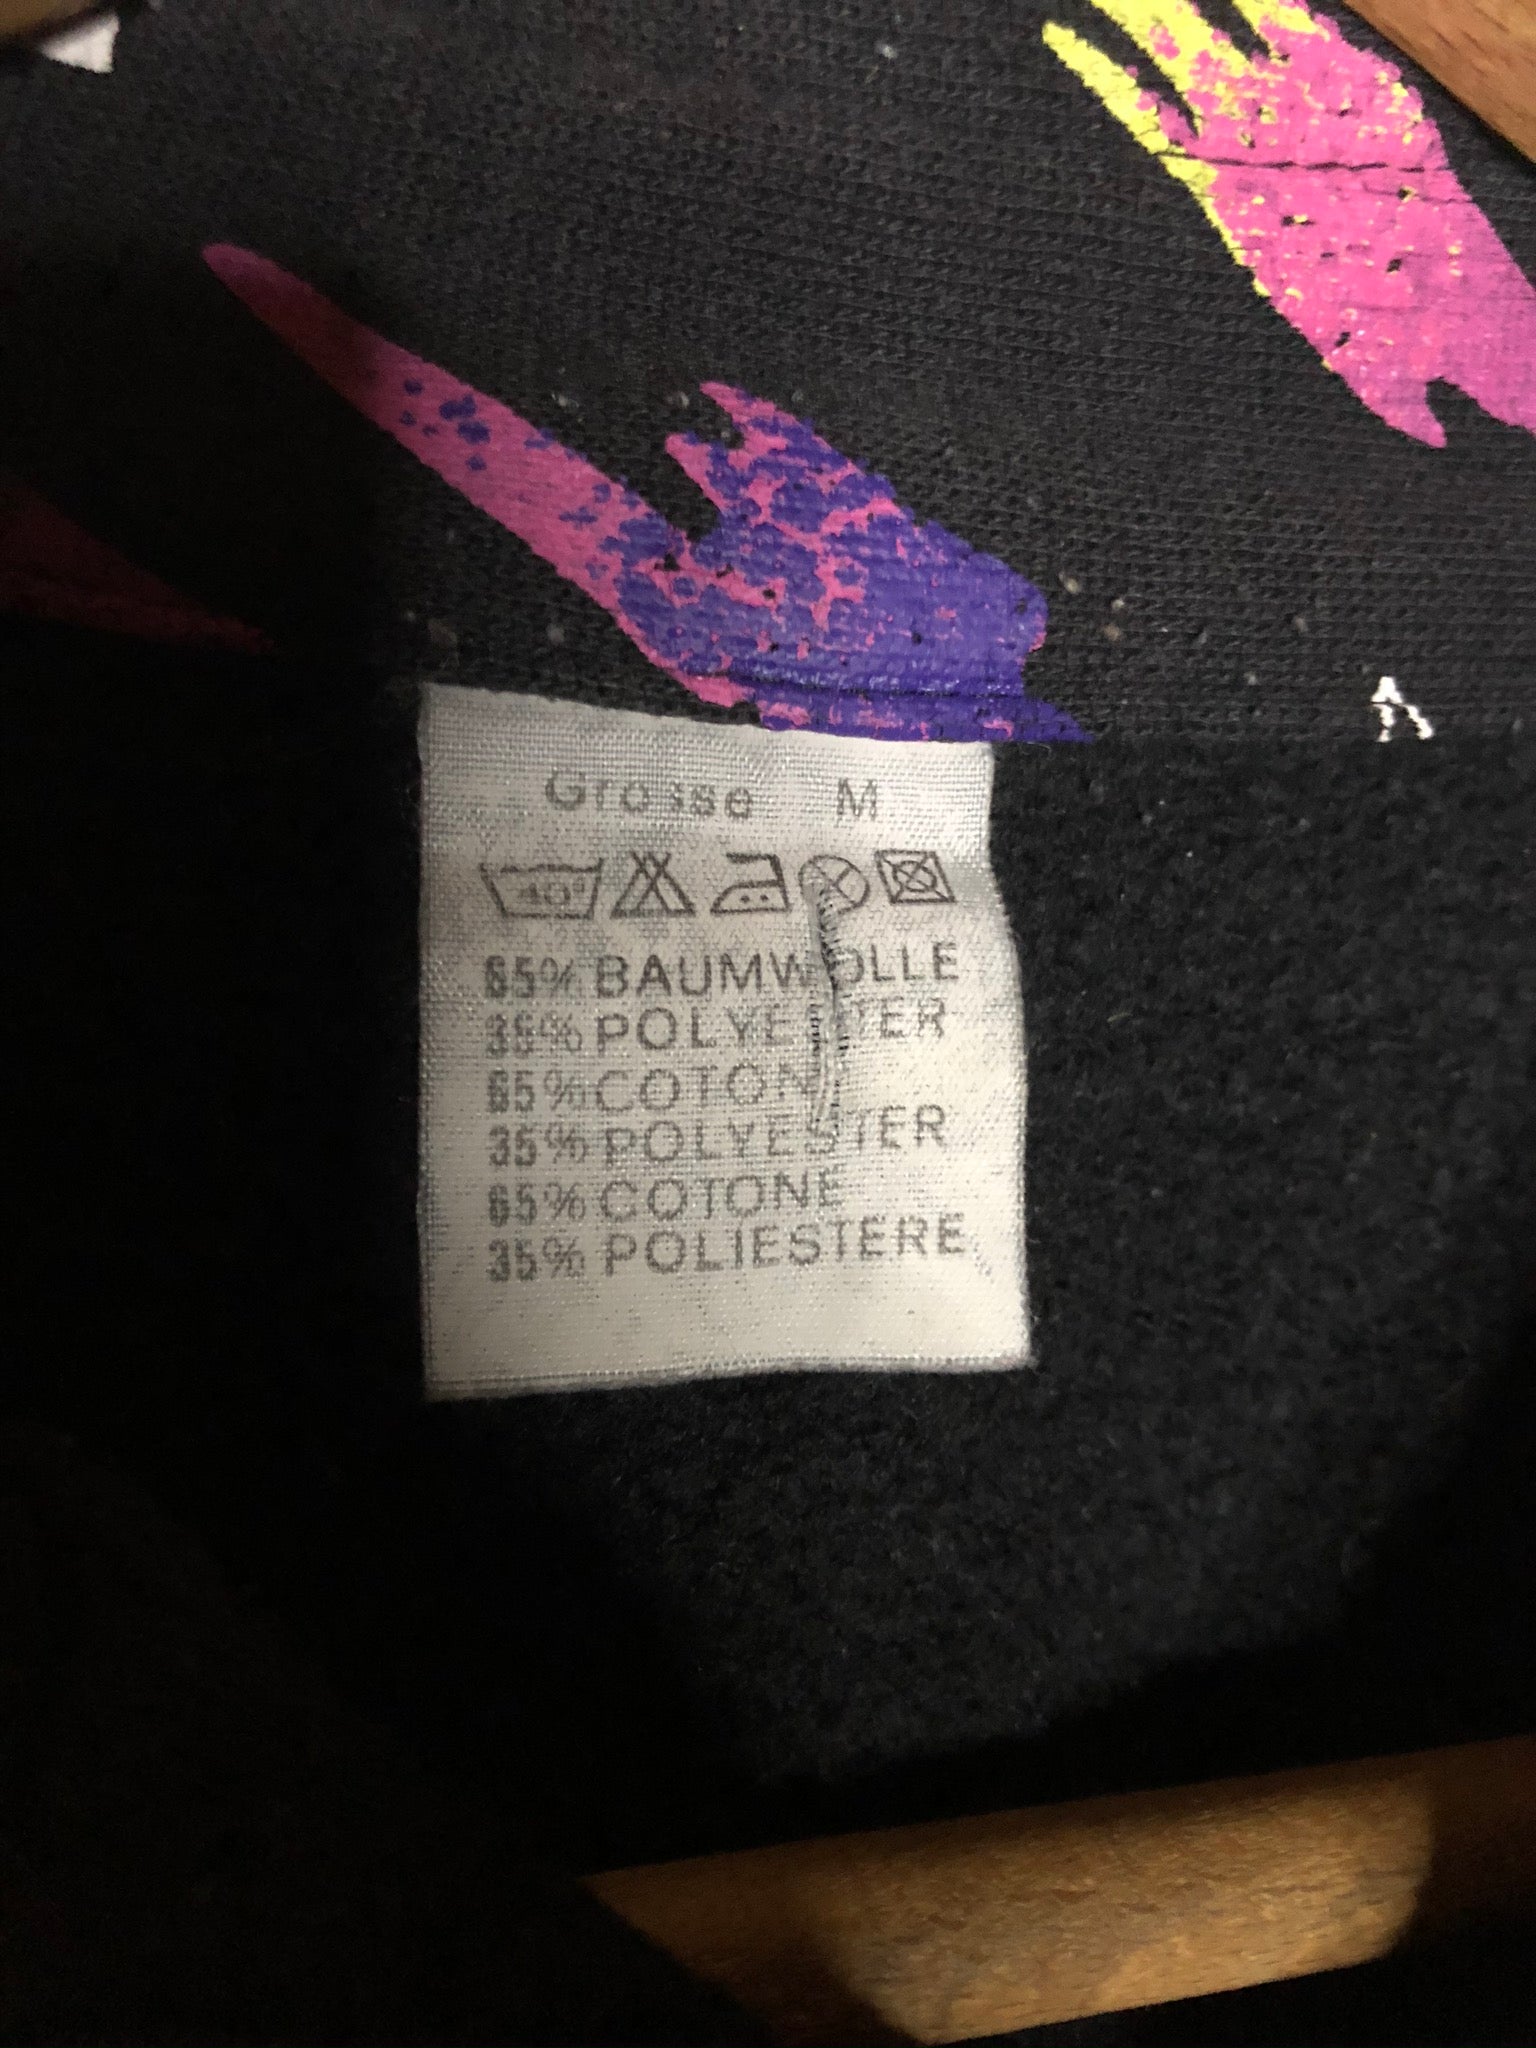 Grosse M
40°
65% BAUMWOLLE
35% POLYESTER
65% COTON
35% POLYESTER
65% COTONE
35% POLIESTERE